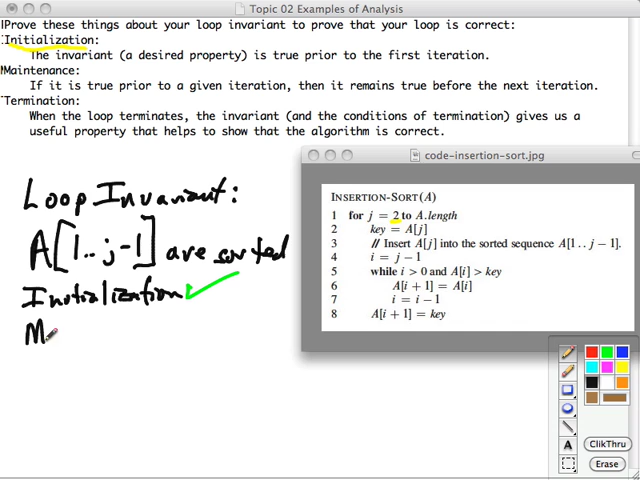 Topic 02 Examples of Analysis
Prove these things about your loop invariant to prove that your loop is correct:
Initialization:
The invariant (a desired property) is true prior to the first iteration.
Maintenance:
If it is true prior to a given iteration, then it remains true before the next iteration.
Termination:
When the loop terminates, the invariant (and the conditions of termination) gives us a
useful property that helps to show that the algorithm is correct.
code-insertion-sort.jpg
Loop Invariant:
A[1..j-1] are sorted
Initialization
M
INSERTION-SORT(A)
1 for j = 2 to A.length
2 key = A[j]
3 // Insert A[j] into the sorted sequence A[1 . . j − 1].
4 i = j − 1
5 while i > 0 and A[i] > key
6 A[i + 1] = A[i]
7 i = i − 1
8 A[i + 1] = key
A
ClikThru
Erase